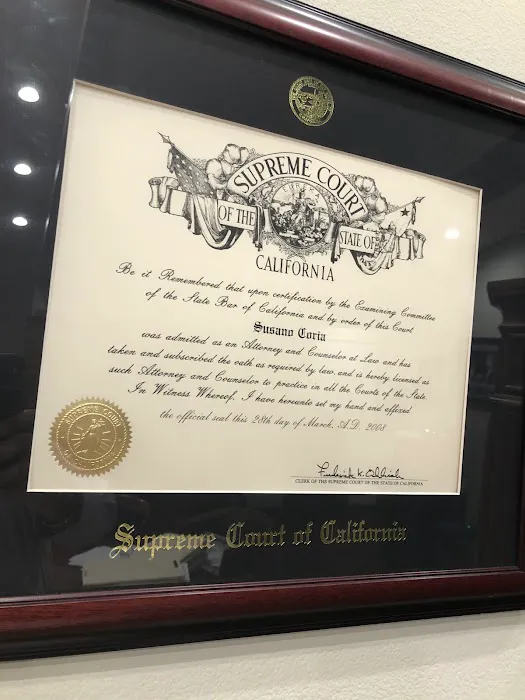 SUPREME COURT
OF THE
STATE OF
CALIFORNIA
Be it Remembered that upon certification by the Examining Committee
of the State Bar of California and by order of this Court
Susano Coria
was admitted as an Attorney and Counselor at Law and has
taken and subscribed the oath as required by law, and is hereby licensed as
such Attorney and Counselor to practice in all the Courts of the State.
In Witness Whereof, I have hereunto set my hand and affixed
the official seal this 28th day of March, A.D. 2008
CLERK OF THE SUPREME COURT OF THE STATE OF CALIFORNIA
SUPREME COURT
Supreme Court of California